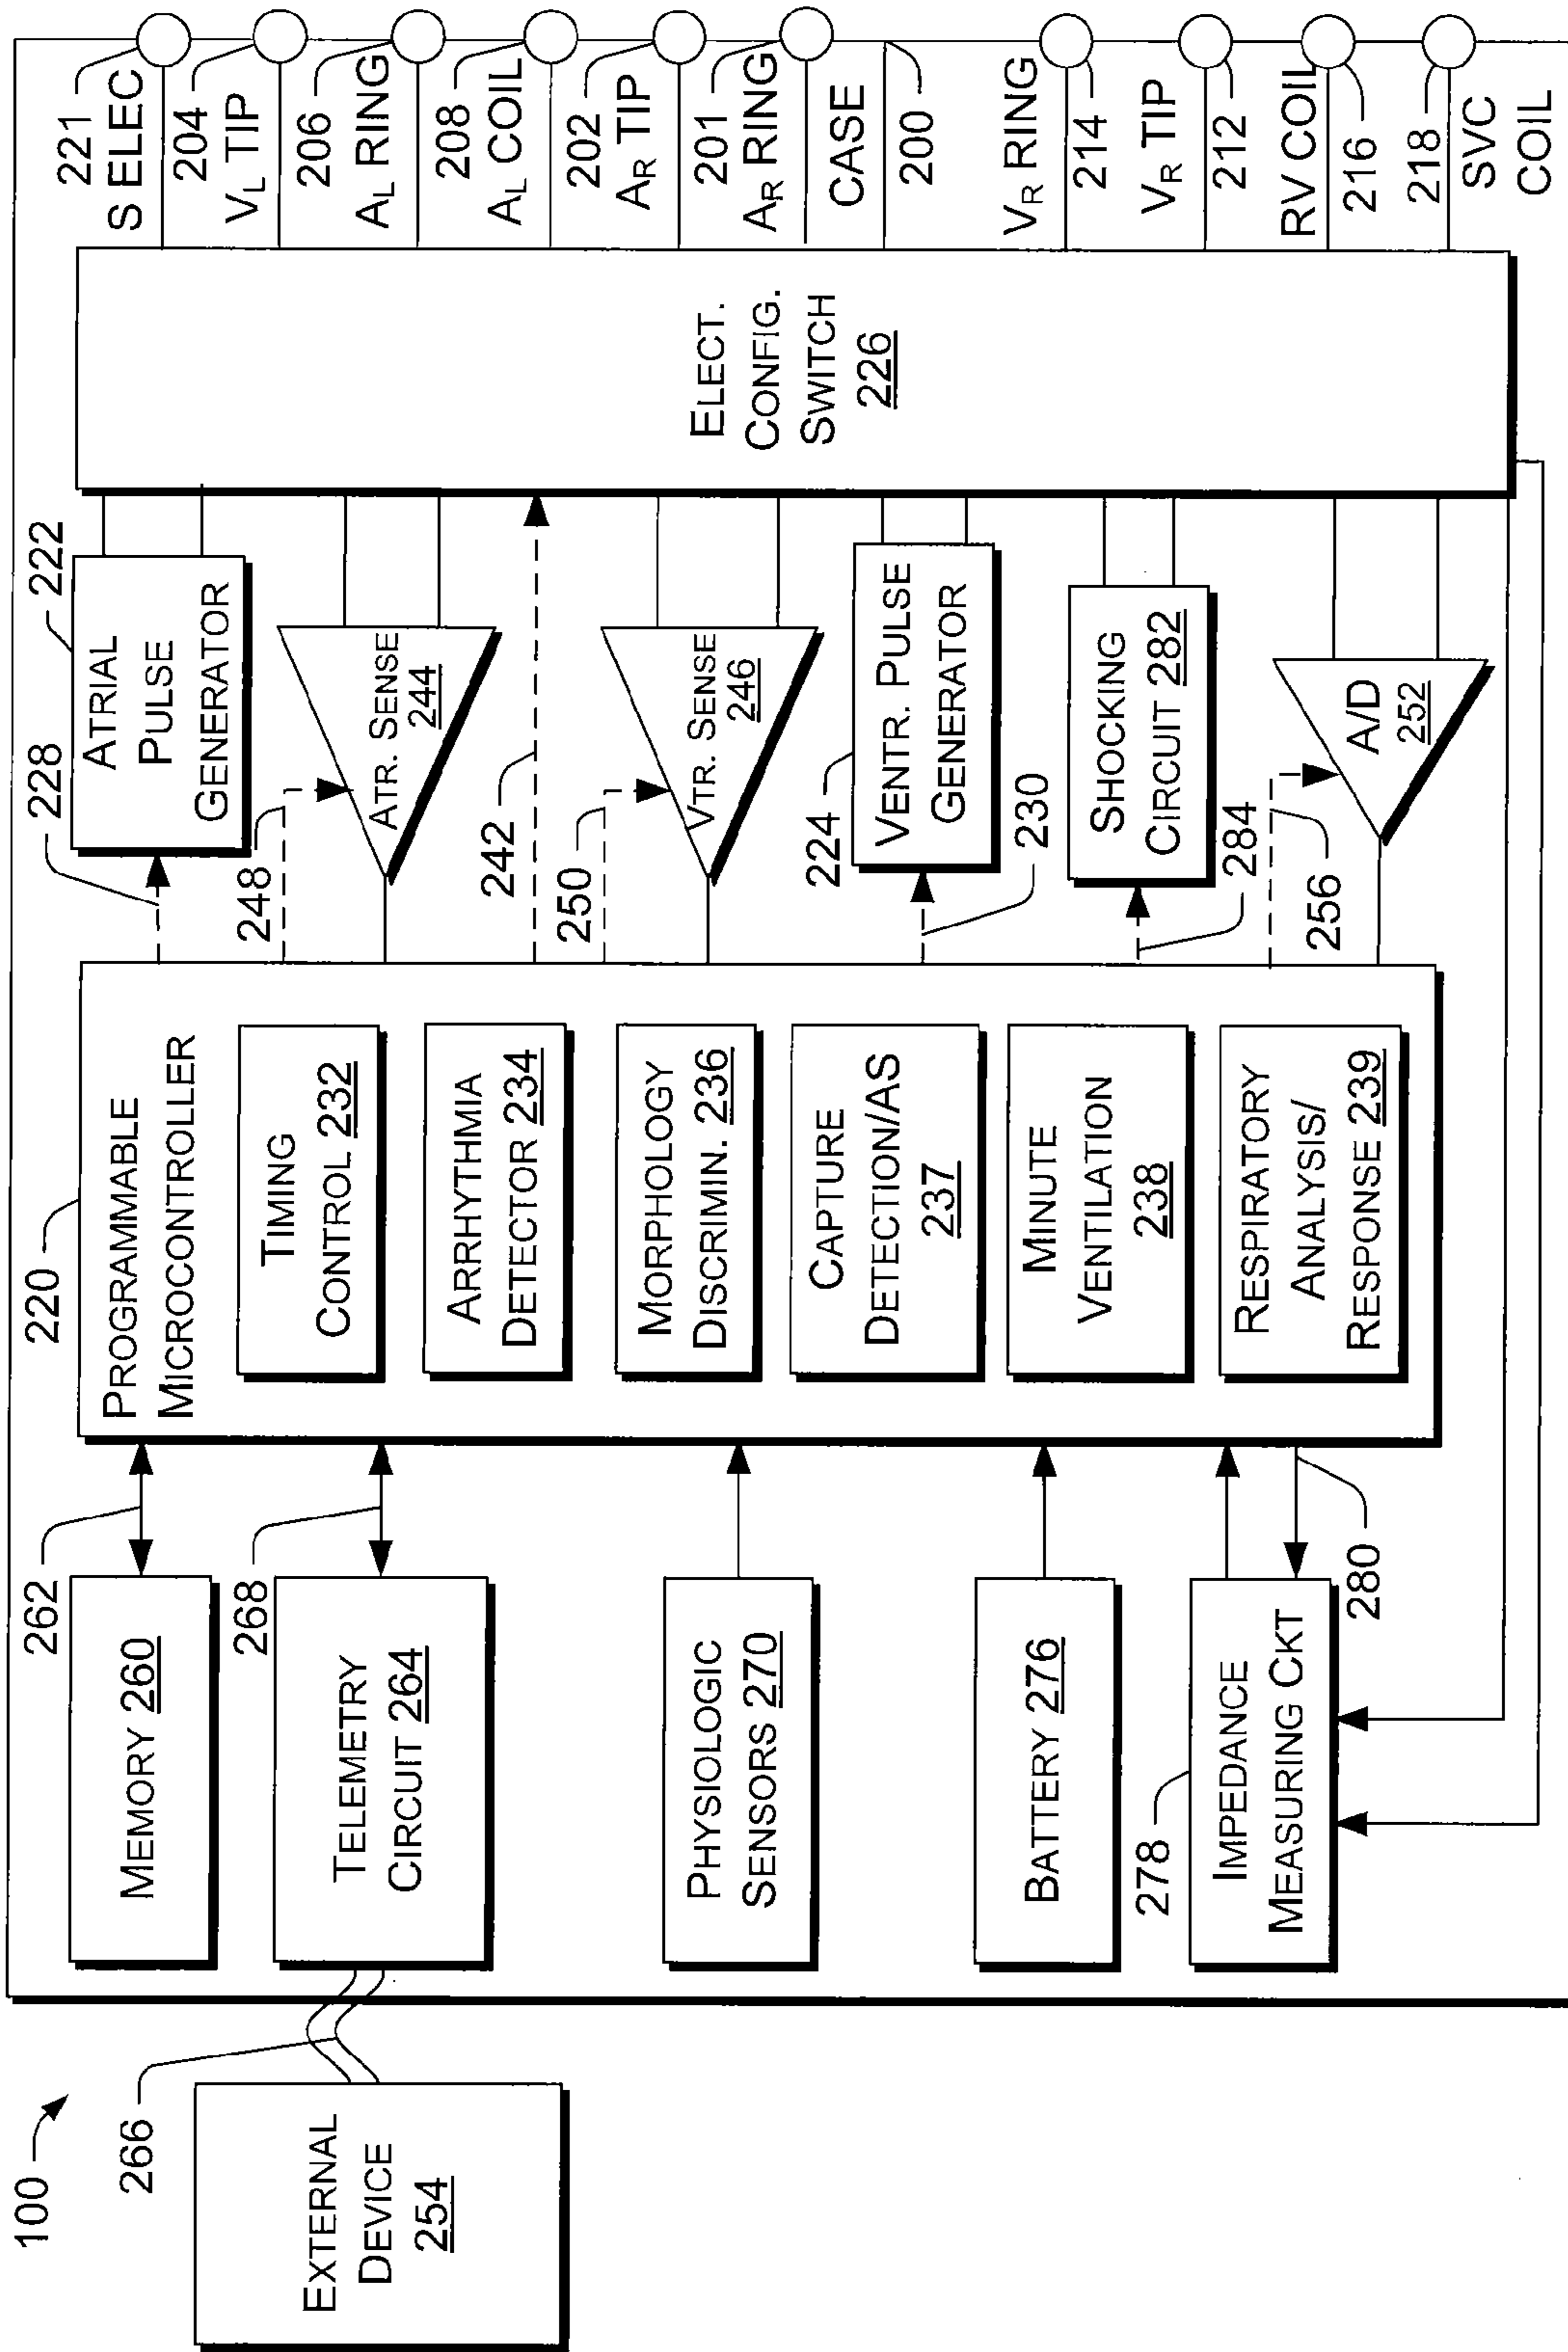 100
EXTERNAL
DEVICE
254
266
MEMORY 260
262
TELEMETRY
CIRCUIT 264
268
PHYSIOLOGIC
SENSORS 270
BATTERY 276
278
IMPEDANCE
MEASURING CKT
280
220
PROGRAMMABLE
MICROCONTROLLER
TIMING
CONTROL 232
ARRHYTHMIA
DETECTOR 234
MORPHOLOGY
DISCRIMIN. 236
CAPTURE
DETECTION/AS
237
MINUTE
VENTILATION
238
RESPIRATORY
ANALYSIS/
RESPONSE 239
228
222
ATRIAL
PULSE
GENERATOR
248
ATR. SENSE
244
242
250
VTR. SENSE
246
224
VENTR. PULSE
GENERATOR
230
SHOCKING
CIRCUIT 282
284
256
A/D
252
ELECT.
CONFIG.
SWITCH
226
221
S SELEC
204
VL TIP
206
AL RING
208
AL COIL
202
AR TIP
201
AR RING
CASE
200
VR RING
214
VR TIP
212
RV COIL
216
218
SVC
COIL